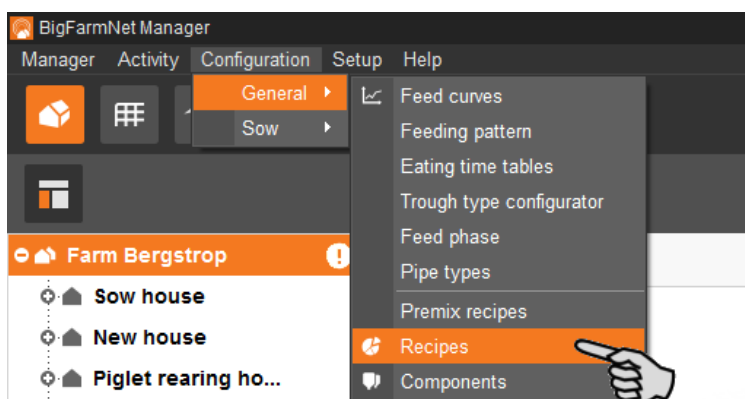 BigFarmNet Manager
Manager Activity Configuration Setup Help
General
Sow
Feed curves
Feeding pattern
Eating time tables
Trough type configurator
Feed phase
Pipe types
Premix recipes
Recipes
Components
Farm Bergstrop
Sow house
New house
Piglet rearing ho...